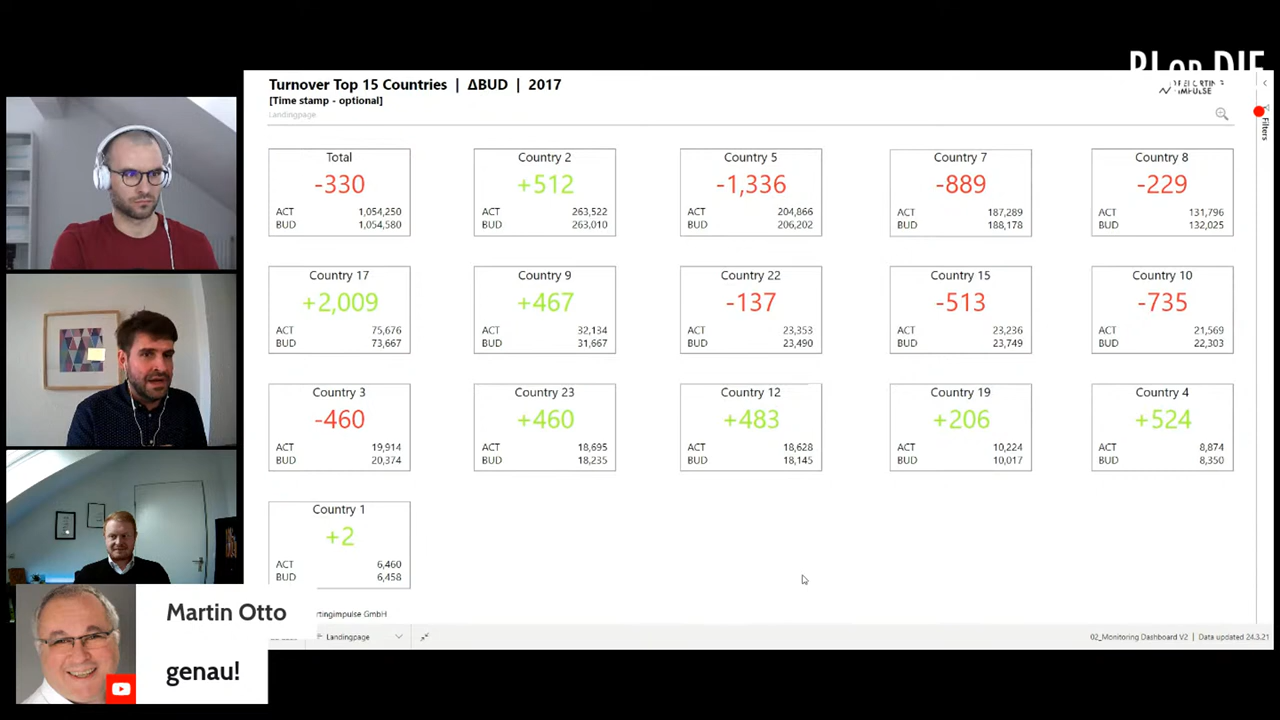 BI or DIE
Turnover Top 15 Countries | ΔBUD | 2017
[Time stamp - optional]
Landingpage
Filters
Total
-330
ACT 1,054,250
BUD 1,054,580
Country 2
+512
ACT 263,522
BUD 263,010
Country 5
-1,336
ACT 204,866
BUD 206,202
Country 7
-889
ACT 187,289
BUD 188,178
Country 8
-229
ACT 131,796
BUD 132,025
Country 17
+2,009
ACT 75,676
BUD 73,667
Country 9
+467
ACT 32,134
BUD 31,667
Country 22
-137
ACT 23,353
BUD 23,490
Country 15
-513
ACT 23,236
BUD 23,749
Country 10
-735
ACT 21,569
BUD 22,303
Country 3
-460
ACT 19,914
BUD 20,374
Country 23
+460
ACT 18,695
BUD 18,235
Country 12
+483
ACT 18,628
BUD 18,145
Country 19
+206
ACT 10,224
BUD 10,017
Country 4
+524
ACT 8,874
BUD 8,350
Country 1
+2
ACT 6,460
BUD 6,458
rtingimpulse GmbH
Landingpage
02_Monitoring Dashboard V2 | Data updated 24.3.21
Martin Otto
genau!